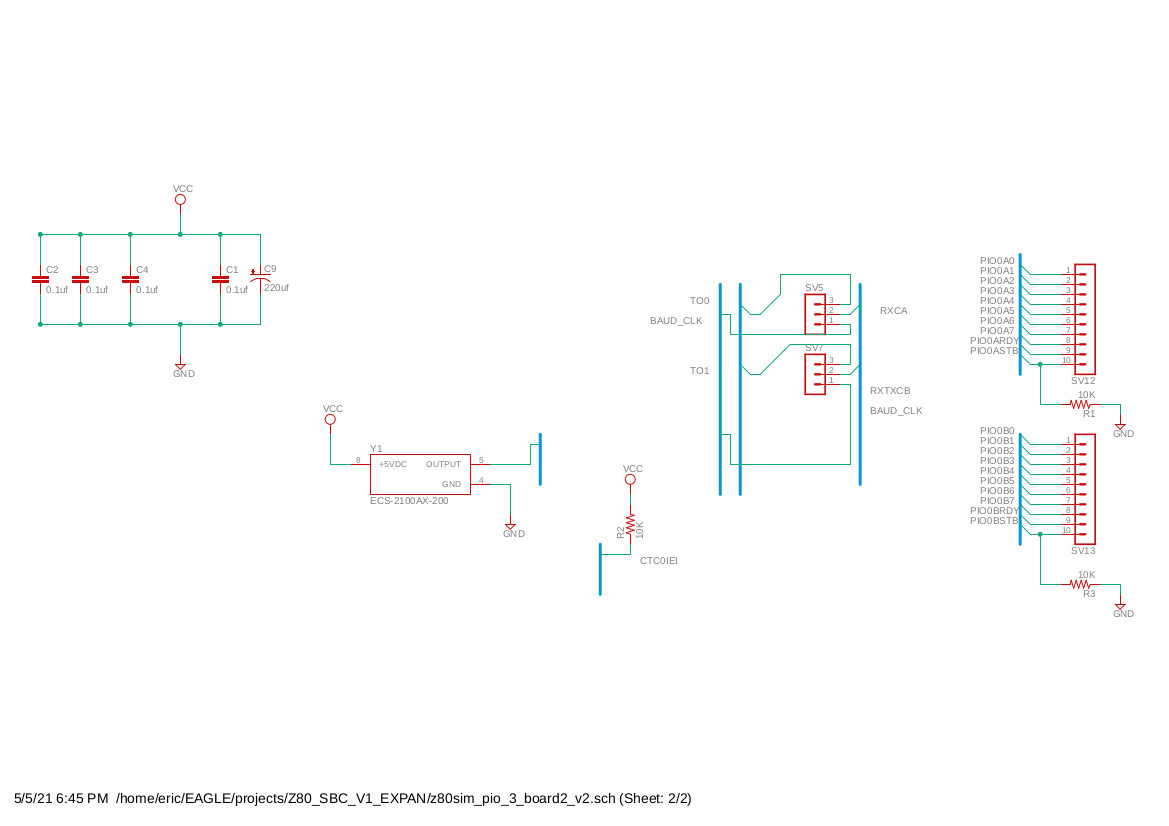 VCC
C2
0.1uf
C3
0.1uf
C4
0.1uf
C1
0.1uf
C9
220uf
GND
VCC
Y1
8
+5VDC
OUTPUT
5
GND
4
ECS-2100AX-200
GND
VCC
R2
10K
CTC0IEI
TO0
BAUD_CLK
TO1
SV5
3
2
1
SV7
3
2
1
RXCA
RXTXCB
BAUD_CLK
PIO0A0
PIO0A1
PIO0A2
PIO0A3
PIO0A4
PIO0A5
PIO0A6
PIO0A7
PIO0ARDY
PIO0ASTB
1
2
3
4
5
6
7
8
9
10
SV12
10K
R1
GND
PIO0B0
PIO0B1
PIO0B2
PIO0B3
PIO0B4
PIO0B5
PIO0B6
PIO0B7
PIO0BRDY
PIO0BSTB
1
2
3
4
5
6
7
8
9
10
SV13
10K
R3
GND
5/5/21 6:45 PM /home/eric/EAGLE/projects/Z80_SBC_V1_EXPAN/z80sim_pio_3_board2_v2.sch (Sheet: 2/2)